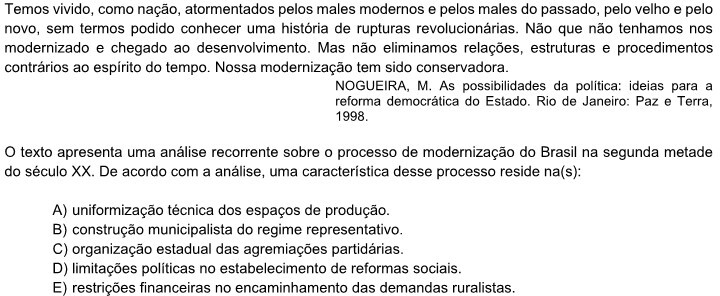 Temos vivido, como nação, atormentados pelos males modernos e pelos males do passado, pelo velho e pelo
novo, sem termos podido conhecer uma história de rupturas revolucionárias. Não que não tenhamos nos
modernizado e chegado ao desenvolvimento. Mas não eliminamos relações, estruturas e procedimentos
contrários ao espírito do tempo. Nossa modernização tem sido conservadora.
NOGUEIRA, M. As possibilidades da política: ideias para a
reforma democrática do Estado. Rio de Janeiro: Paz e Terra,
1998.
O texto apresenta uma análise recorrente sobre o processo de modernização do Brasil na segunda metade
do século XX. De acordo com a análise, uma característica desse processo reside na(s):
A) uniformização técnica dos espaços de produção.
B) construção municipalista do regime representativo.
C) organização estadual das agremiações partidárias.
D) limitações políticas no estabelecimento de reformas sociais.
E) restrições financeiras no encaminhamento das demandas ruralistas.